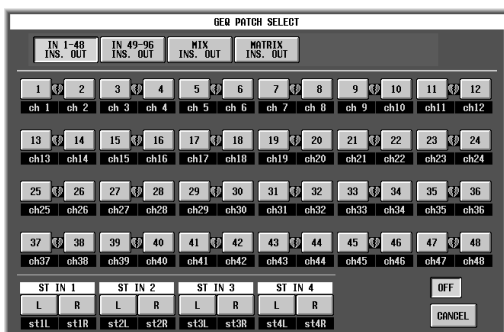 GEQ PATCH SELECT
IN 1-48 INS. OUT IN 49-96 INS. OUT MIX INS. OUT MATRIX INS. OUT
1 2 3 4 5 6 7 8 9 10 11 12
ch 1 ch 2 ch 3 ch 4 ch 5 ch 6 ch 7 ch 8 ch 9 ch10 ch11 ch12
13 14 15 16 17 18 19 20 21 22 23 24
ch13 ch14 ch15 ch16 ch17 ch18 ch19 ch20 ch21 ch22 ch23 ch24
25 26 27 28 29 30 31 32 33 34 35 36
ch25 ch26 ch27 ch28 ch29 ch30 ch31 ch32 ch33 ch34 ch35 ch36
37 38 39 40 41 42 43 44 45 46 47 48
ch37 ch38 ch39 ch40 ch41 ch42 ch43 ch44 ch45 ch46 ch47 ch48
ST IN 1 ST IN 2 ST IN 3 ST IN 4
L R L R L R L R
st1L st1R st2L st2R st3L st3R st4L st4R
OFF
CANCEL